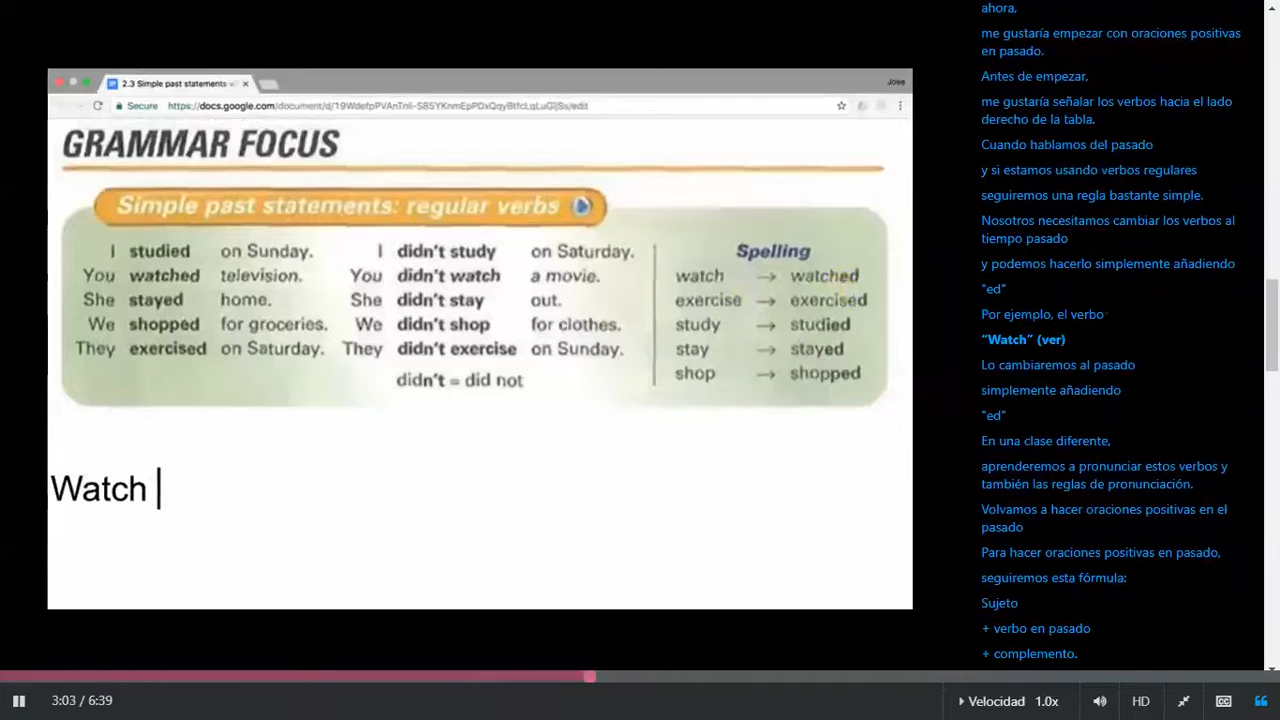 2.3 Simple past statements
Jose
Secure
GRAMMAR FOCUS
Simple past statements: regular verbs
I studied on Sunday. I didn't study on Saturday. Spelling
You watched television. You didn't watch a movie. watch → watched
She stayed home. She didn't stay out. exercise → exercised
We shopped for groceries. We didn't shop for clothes. study → studied
They exercised on Saturday. They didn't exercise on Sunday. stay → stayed
didn't = did not shop → shopped
Watch
ahora,
me gustaría empezar con oraciones positivas
en pasado.
Antes de empezar,
me gustaría señalar los verbos hacia el lado
derecho de la tabla.
Cuando hablamos del pasado
y si estamos usando verbos regulares
seguiremos una regla bastante simple.
Nosotros necesitamos cambiar los verbos al
tiempo pasado
y podemos hacerlo simplemente añadiendo
"ed"
Por ejemplo, el verbo
“Watch” (ver)
Lo cambiaremos al pasado
simplemente añadiendo
"ed"
En una clase diferente,
aprenderemos a pronunciar estos verbos y
también las reglas de pronunciación.
Volvamos a hacer oraciones positivas en el
pasado
Para hacer oraciones positivas en pasado,
seguiremos esta fórmula:
Sujeto
+ verbo en pasado
+ complemento.
3:03 / 6:39
Velocidad 1.0x
HD
CC